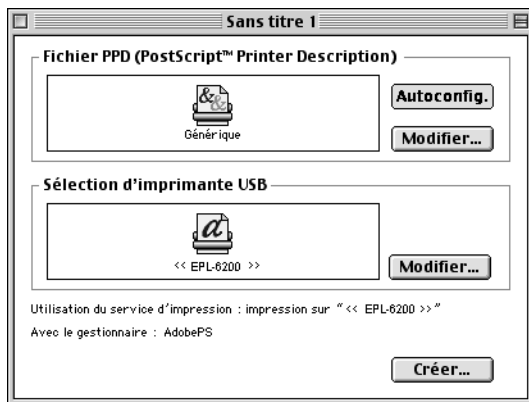 Sans titre 1
Fichier PPD (PostScript™ Printer Description)
Générique
Autoconfig.
Modifier...
Sélection d'imprimante USB
<< EPL-6200 >>
Modifier...
Utilisation du service d'impression : impression sur “<< EPL-6200 >>”
Avec le gestionnaire : AdobePS
Créer...